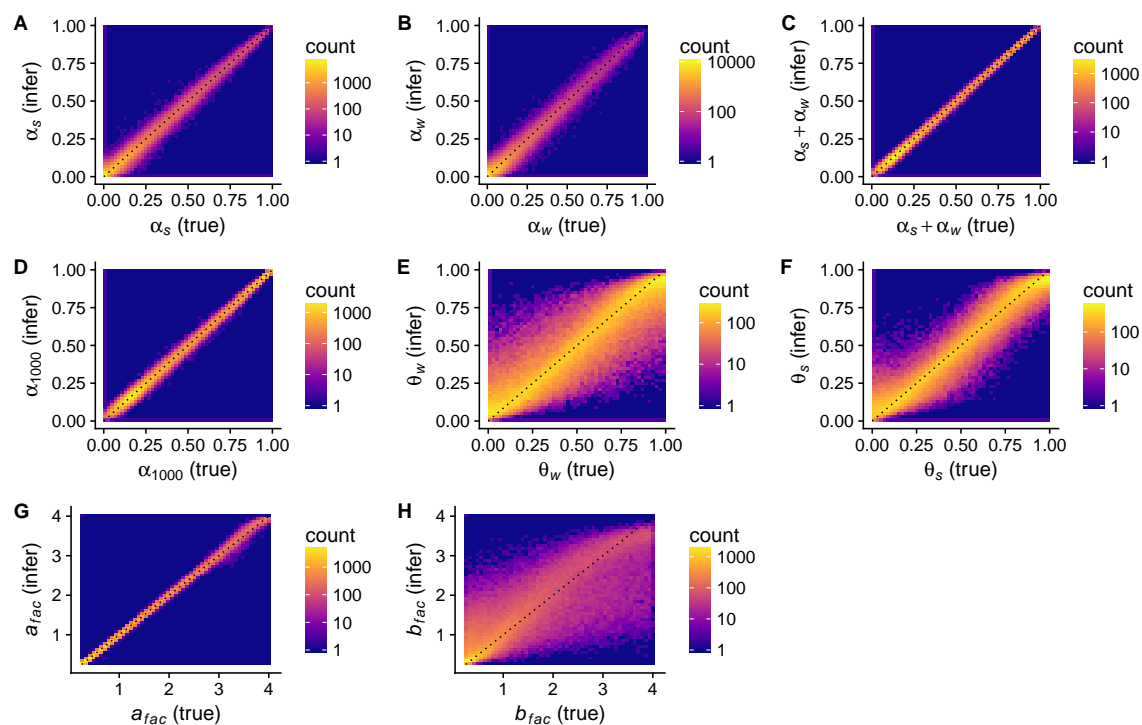 A
B
C
1.00
0.75
0.50
0.25
0.00
αs (infer)
0.00 0.25 0.50 0.75 1.00
αs (true)
count
1000
100
10
1
1.00
0.75
0.50
0.25
0.00
αw (infer)
0.00 0.25 0.50 0.75 1.00
αw (true)
count
10000
100
1
1.00
0.75
0.50
0.25
0.00
αs + αw (infer)
0.00 0.25 0.50 0.75 1.00
αs + αw (true)
count
1000
100
10
1
D
E
F
1.00
0.75
0.50
0.25
0.00
α1000 (infer)
0.00 0.25 0.50 0.75 1.00
α1000 (true)
count
1000
100
10
1
1.00
0.75
0.50
0.25
0.00
θw (infer)
0.00 0.25 0.50 0.75 1.00
θw (true)
count
100
10
1
1.00
0.75
0.50
0.25
0.00
θs (infer)
0.00 0.25 0.50 0.75 1.00
θs (true)
count
100
10
1
G
H
4
3
2
1
afac (infer)
1 2 3 4
afac (true)
count
1000
100
10
1
4
3
2
1
bfac (infer)
1 2 3 4
bfac (true)
count
1000
100
10
1